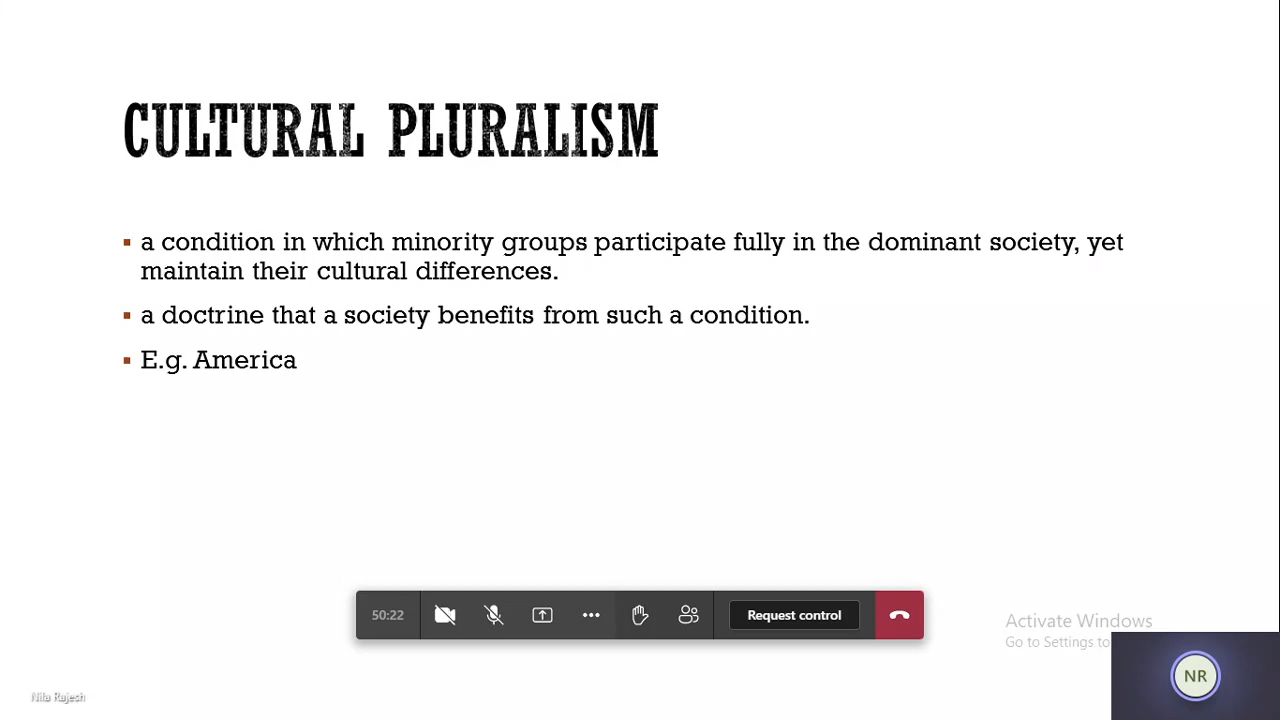 CULTURAL PLURALISM
▪ a condition in which minority groups participate fully in the dominant society, yet
maintain their cultural differences.
▪ a doctrine that a society benefits from such a condition.
▪ E.g. America
50:22
Request control
Activate Windows
Go to Settings to
NR
Nila Rajesh